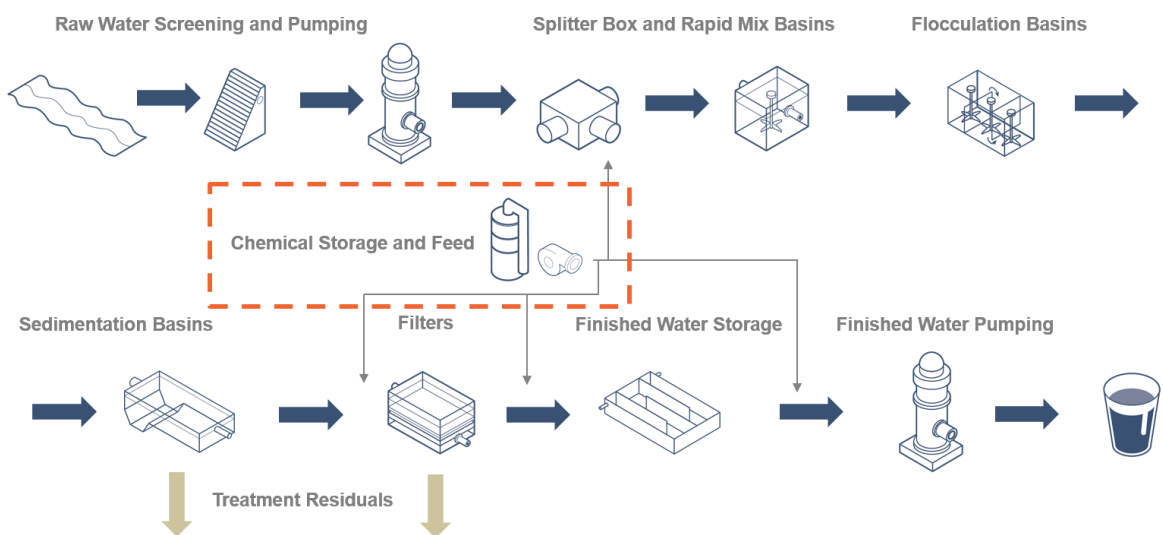 Raw Water Screening and Pumping
Splitter Box and Rapid Mix Basins
Flocculation Basins
Chemical Storage and Feed
Sedimentation Basins
Filters
Finished Water Storage
Finished Water Pumping
Treatment Residuals